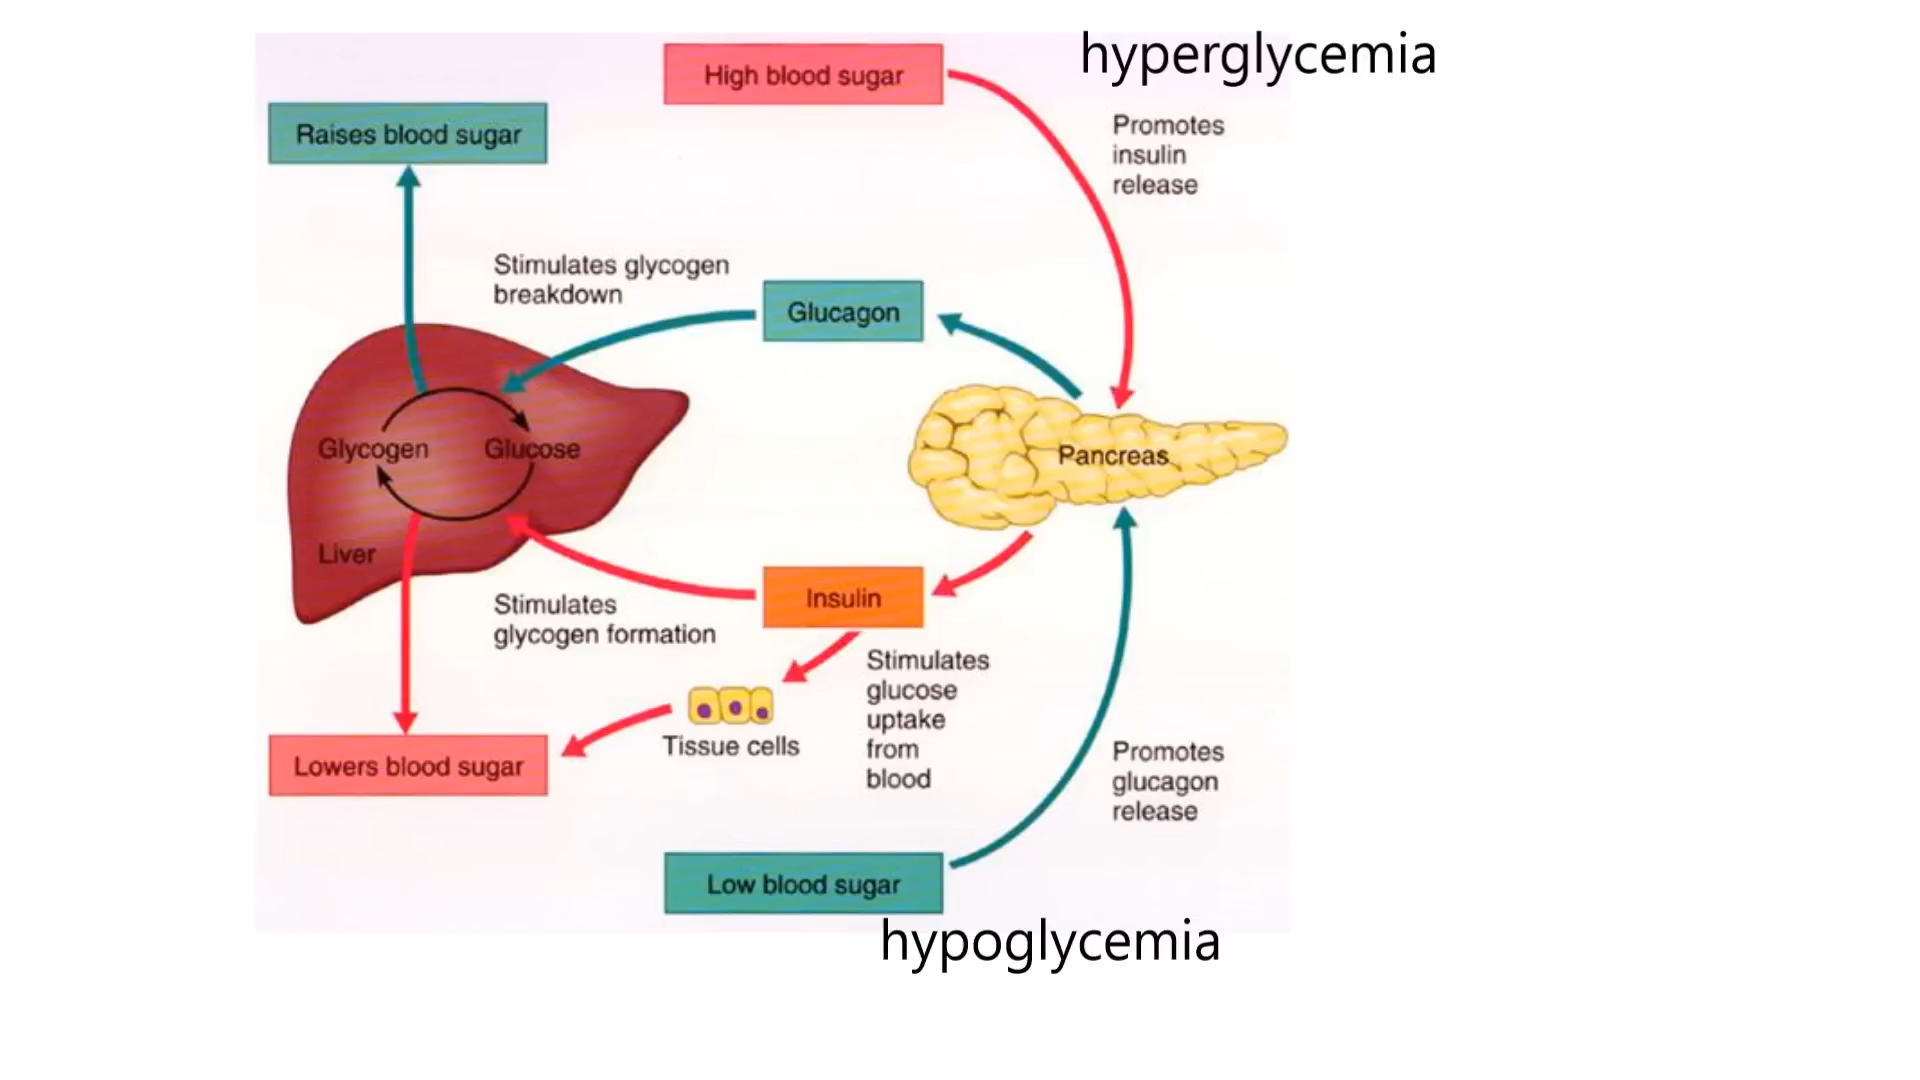 hyperglycemia
High blood sugar
Raises blood sugar
Promotes
insulin
release
Stimulates glycogen
breakdown
Glucagon
Glycogen
Glucose
Pancreas
Liver
Insulin
Stimulates
glycogen formation
Stimulates
glucose
uptake
from
blood
Tissue cells
Lowers blood sugar
Promotes
glucagon
release
Low blood sugar
hypoglycemia